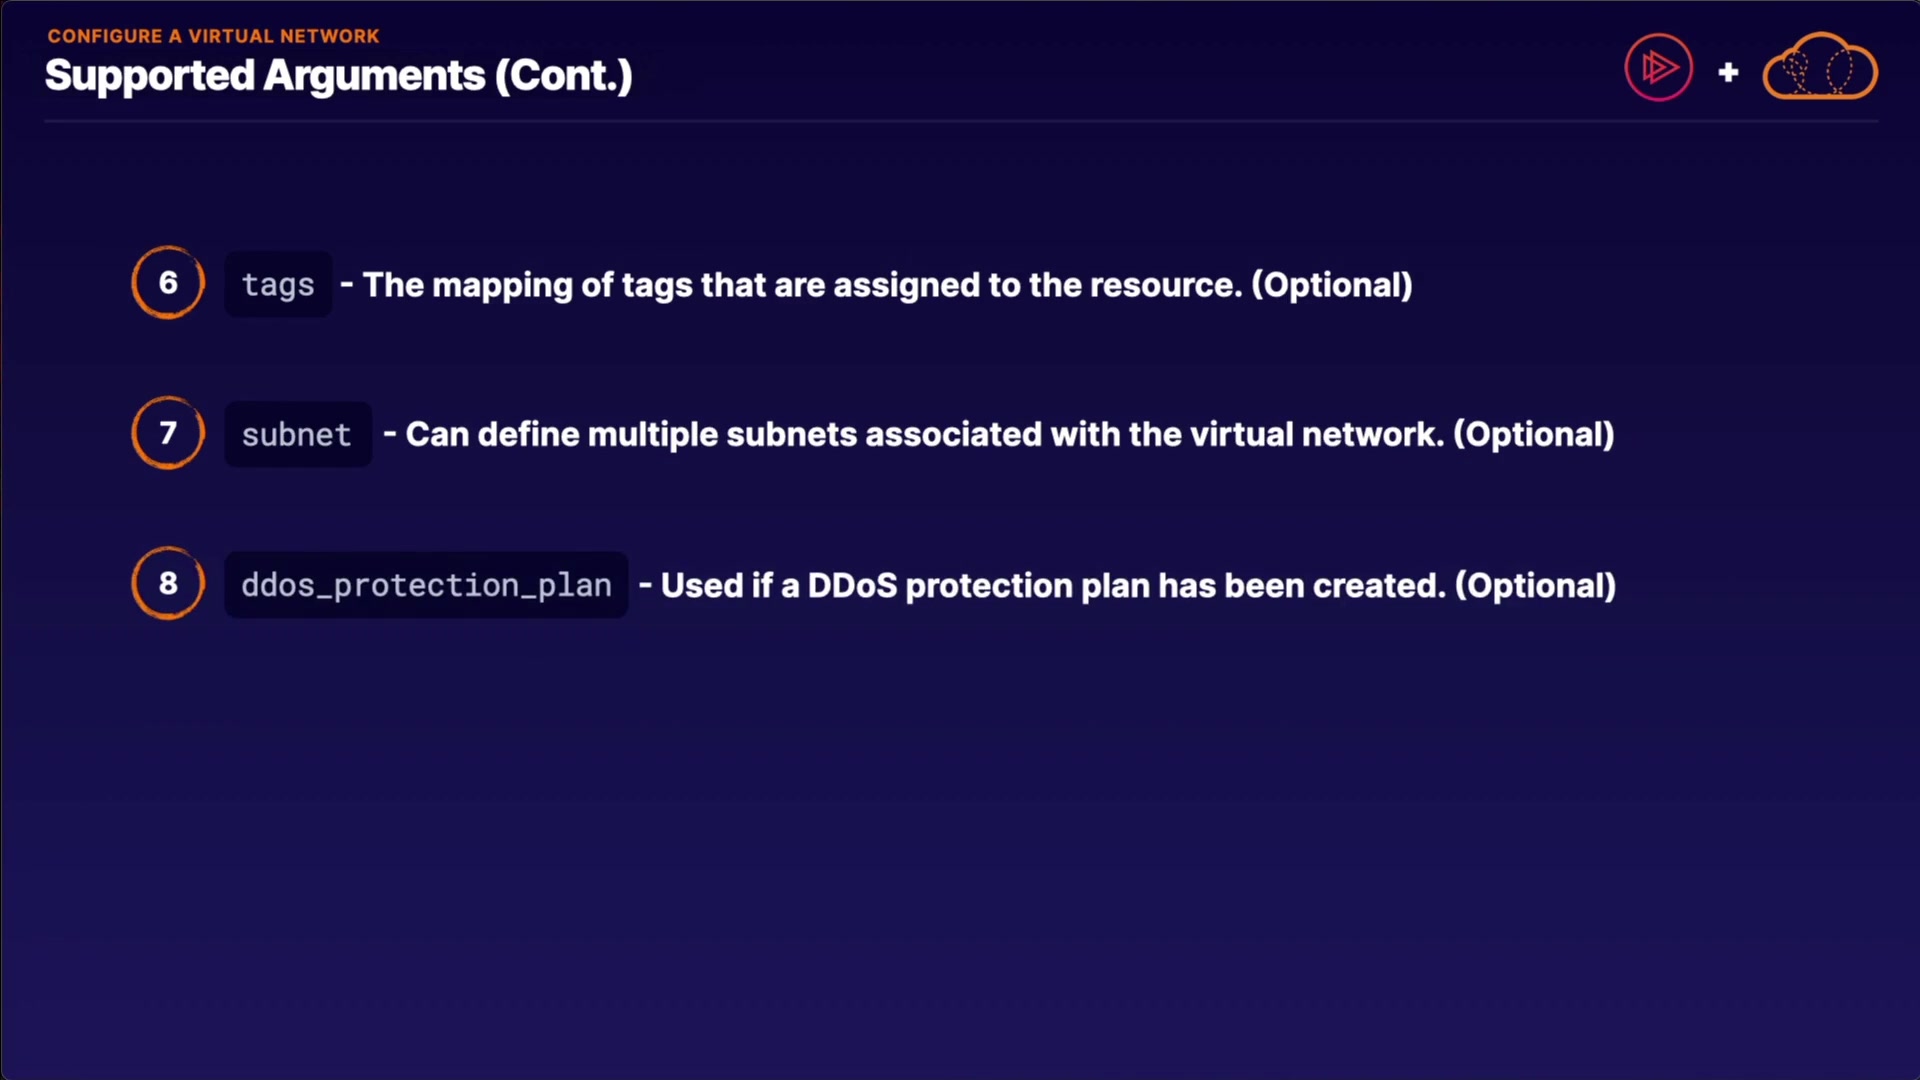 CONFIGURE A VIRTUAL NETWORK
Supported Arguments (Cont.)
+
6 tags - The mapping of tags that are assigned to the resource. (Optional)
7 subnet - Can define multiple subnets associated with the virtual network. (Optional)
8 ddos_protection_plan - Used if a DDoS protection plan has been created. (Optional)